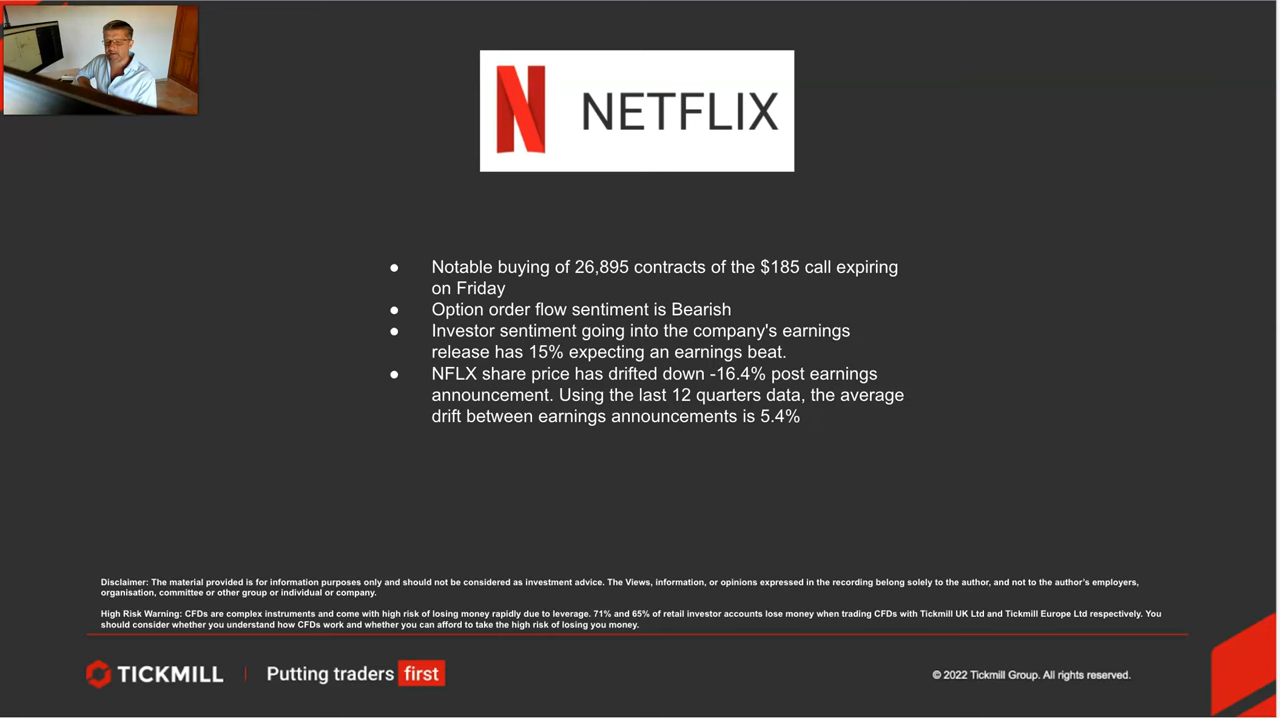 NETFLIX
● Notable buying of 26,895 contracts of the $185 call expiring
on Friday
● Option order flow sentiment is Bearish
● Investor sentiment going into the company's earnings
release has 15% expecting an earnings beat.
● NFLX share price has drifted down -16.4% post earnings
announcement. Using the last 12 quarters data, the average
drift between earnings announcements is 5.4%
Disclaimer: The material provided is for information purposes only and should not be considered as investment advice. The Views, information, or opinions expressed in the recording belong solely to the author, and not to the author's employers,
organisation, committee or other group or individual or company.
High Risk Warning: CFDs are complex instruments and come with high risk of losing money rapidly due to leverage. 71% and 65% of retail investor accounts lose money when trading CFDs with Tickmill UK Ltd and Tickmill Europe Ltd respectively. You
should consider whether you understand how CFDs work and whether you can afford to take the high risk of losing you money.
TICKMILL | Putting traders first
© 2022 Tickmill Group. All rights reserved.